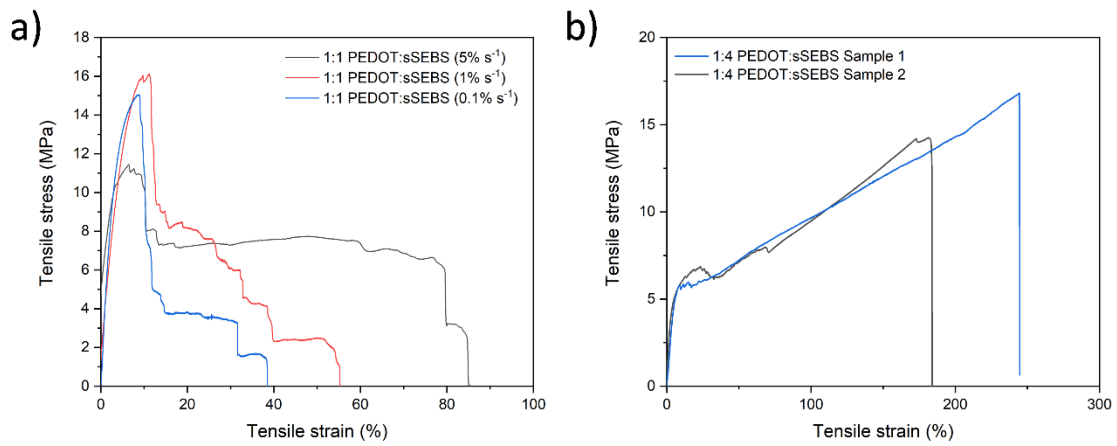 a)
18
16
14
12
10
8
6
4
2
0
Tensile stress (MPa)
1:1 PEDOT:sSEBS (5% s⁻¹)
1:1 PEDOT:sSEBS (1% s⁻¹)
1:1 PEDOT:sSEBS (0.1% s⁻¹)
0 20 40 60 80 100
Tensile strain (%)
b)
20
15
10
5
0
Tensile stress (MPa)
1:4 PEDOT:sSEBS Sample 1
1:4 PEDOT:sSEBS Sample 2
0 50 100 150 200 250 300
Tensile strain (%)